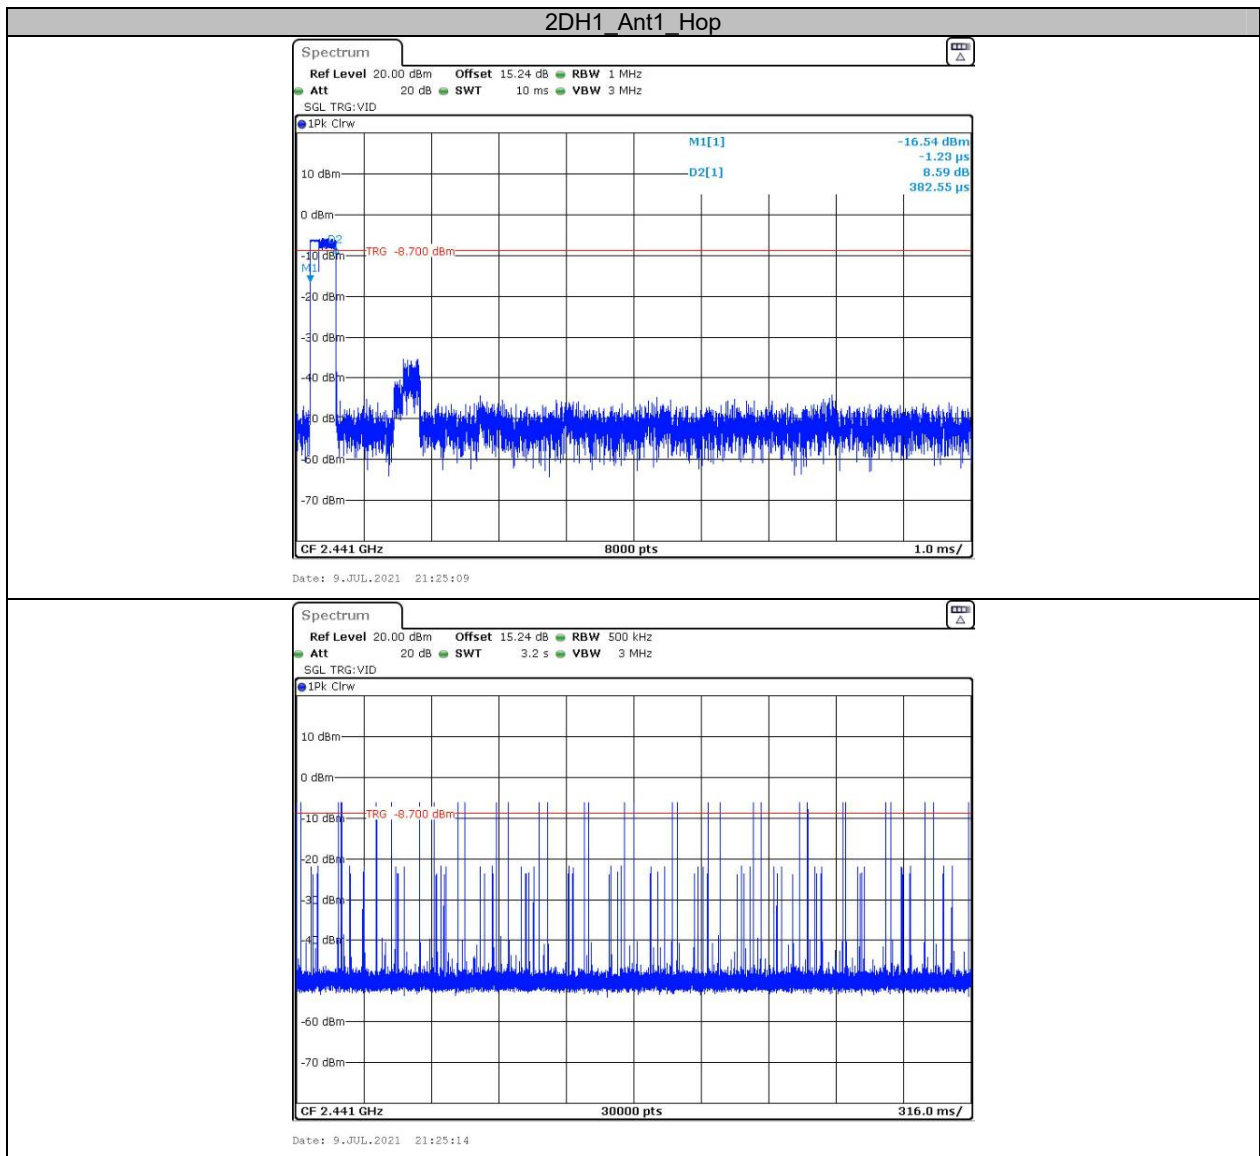 2DH1_Ant1_Hop
Spectrum
Ref Level 20.00 dBm Offset 15.24 dB RBW 1 MHz
Att 20 dB SWT 10 ms VBW 3 MHz
SGL TRG:VID
1Pk Clrw
M1[1] -16.54 dBm
-1.23 µs
D2[1] 8.59 dB
382.55 µs
10 dBm
0 dBm
D2
TRG -8.700 dBm
-10 dBm
M1
-20 dBm
-30 dBm
-40 dBm
-60 dBm
-70 dBm
CF 2.441 GHz 8000 pts 1.0 ms/
Date: 9.JUL.2021 21:25:09
Spectrum
Ref Level 20.00 dBm Offset 15.24 dB RBW 500 kHz
Att 20 dB SWT 3.2 s VBW 3 MHz
SGL TRG:VID
1Pk Clrw
10 dBm
0 dBm
TRG -8.700 dBm
-10 dBm
-20 dBm
-30 dBm
-40 dBm
-60 dBm
-70 dBm
CF 2.441 GHz 30000 pts 316.0 ms/
Date: 9.JUL.2021 21:25:14